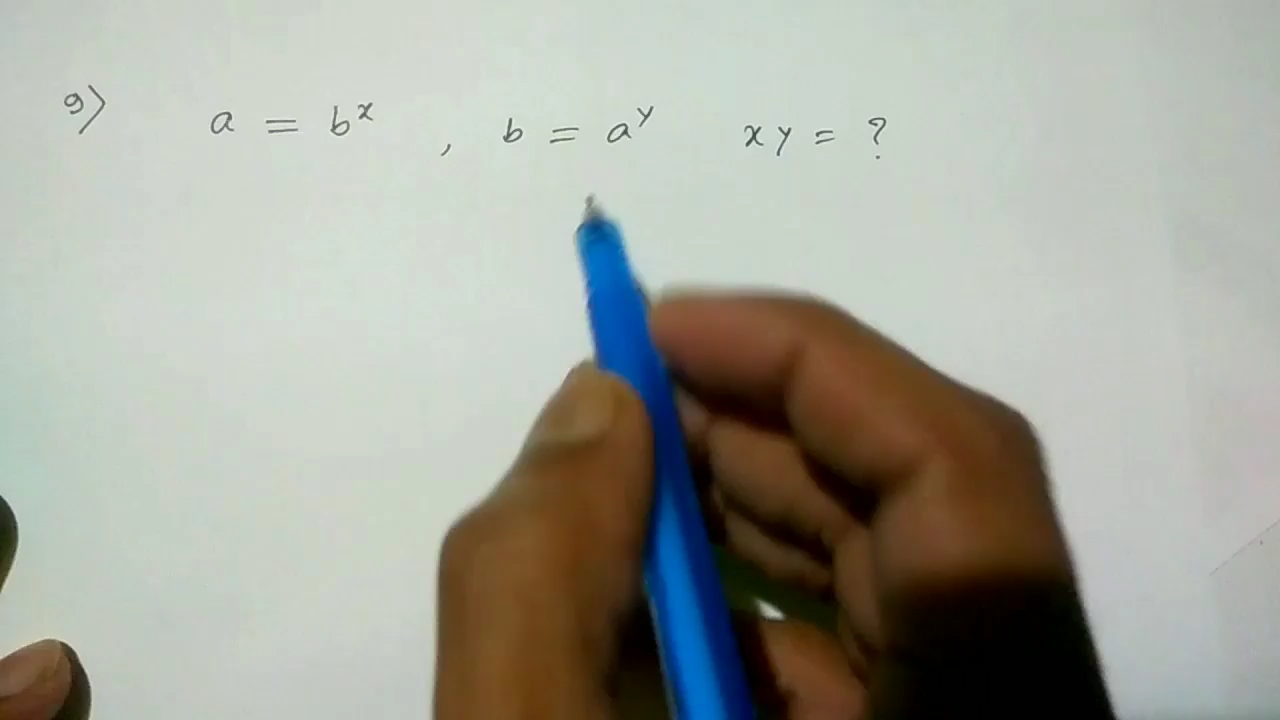 9) a = b^x , b = a^y xy = ?